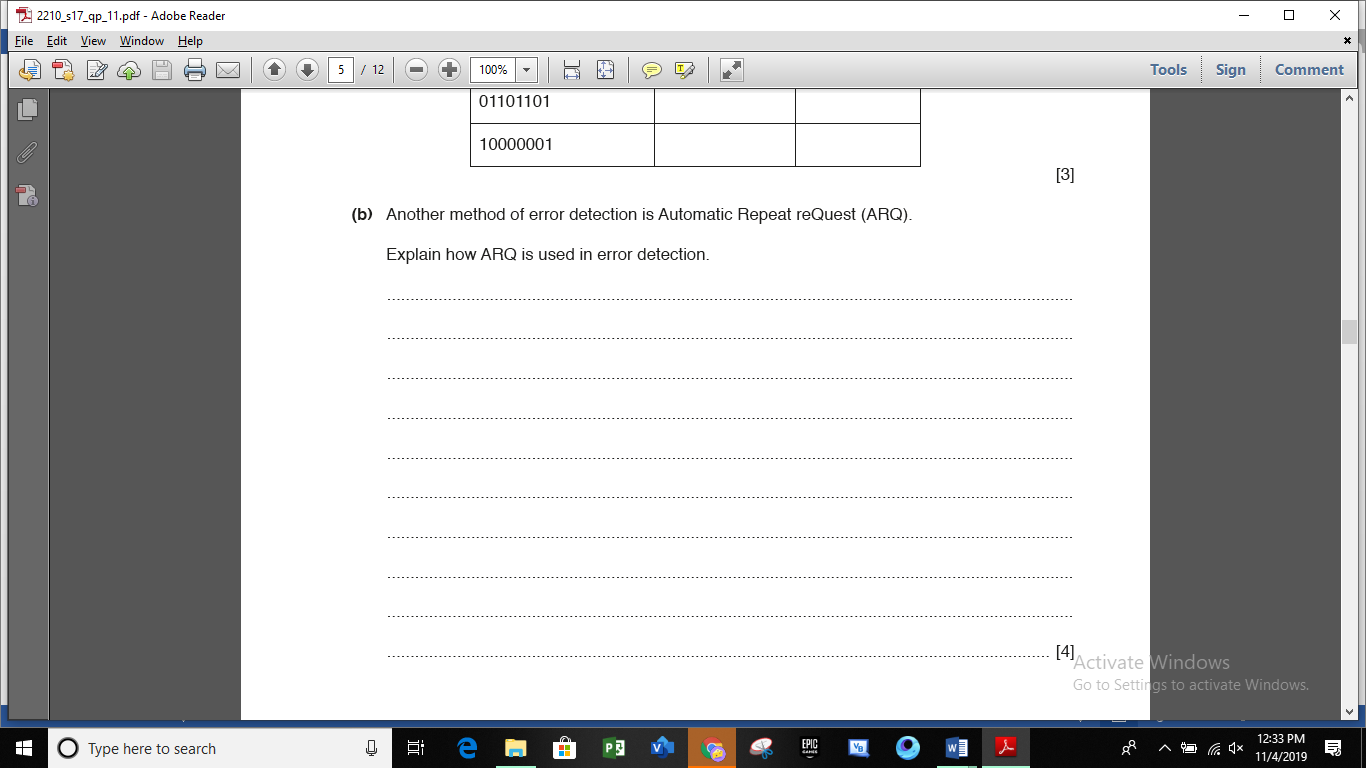 2210_s17_qp_11.pdf - Adobe Reader
File Edit View Window Help
5 / 12 100% Tools Sign Comment
01101101
10000001
[3]
(b) Another method of error detection is Automatic Repeat reQuest (ARQ).
Explain how ARQ is used in error detection.
[4]
Activate Windows
Go to Settings to activate Windows.
Type here to search
12:33 PM
11/4/2019